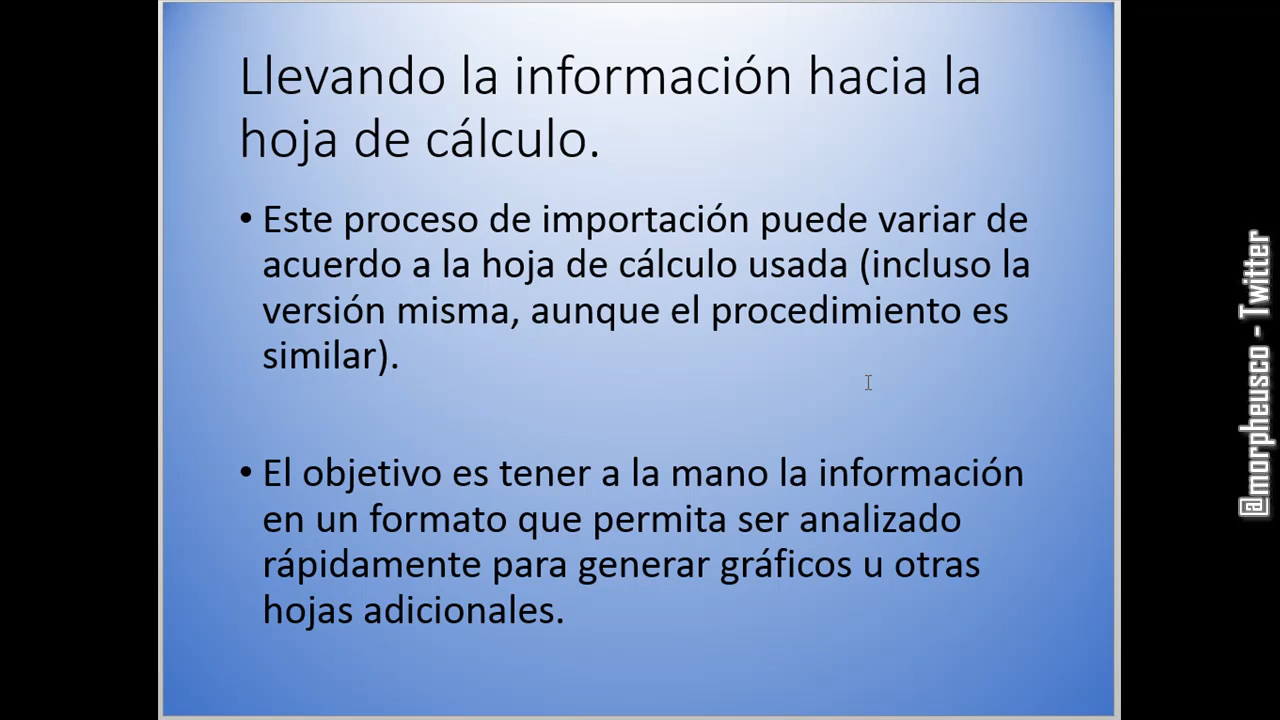 Llevando la información hacia la
hoja de cálculo.
• Este proceso de importación puede variar de
acuerdo a la hoja de cálculo usada (incluso la
versión misma, aunque el procedimiento es
similar).
• El objetivo es tener a la mano la información
en un formato que permita ser analizado
rápidamente para generar gráficos u otras
hojas adicionales.
@morpheusco - Twitter